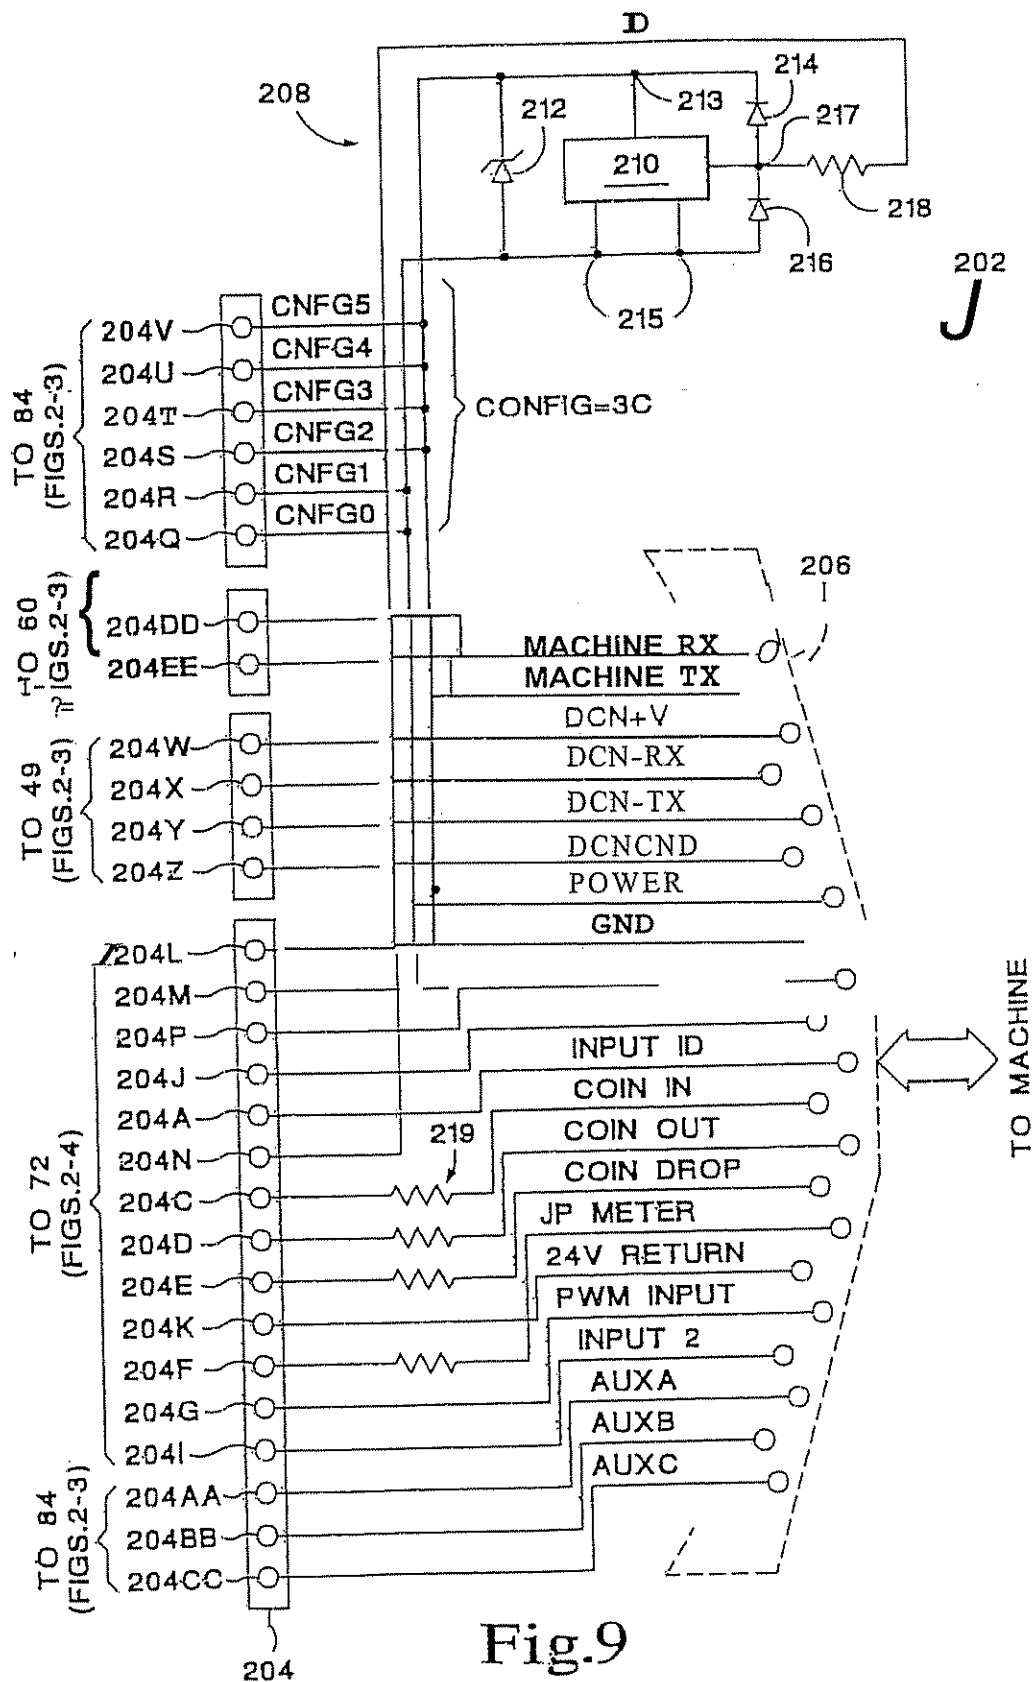 D
208
212
213
214
217
210
218
216
215
202
204V
CNFG5
204U
CNFG4
204T
CNFG3
204S
CNFG2
204R
CNFG1
204Q
CNFG0
TO 84
(FIGS.2-3)
CONFIG=3C
206
204DD
204EE
TO 60
IGS.2-3)
MACHINE RX
MACHINE TX
204W
204X
204Y
204Z
TO 49
(FIGS.2-3)
DCN+V
DCN-RX
DCN-TX
DCNCND
POWER
GND
204L
204M
204P
204J
204A
204N
204C
204D
204E
204K
204F
204G
204I
TO 72
(FIGS.2-4)
219
INPUT ID
COIN IN
COIN OUT
COIN DROP
JP METER
24V RETURN
PWM INPUT
INPUT 2
AUXA
AUXB
AUXC
TO MACHINE
204AA
204BB
204CC
TO 84
(FIGS.2-3)
204
Fig.9